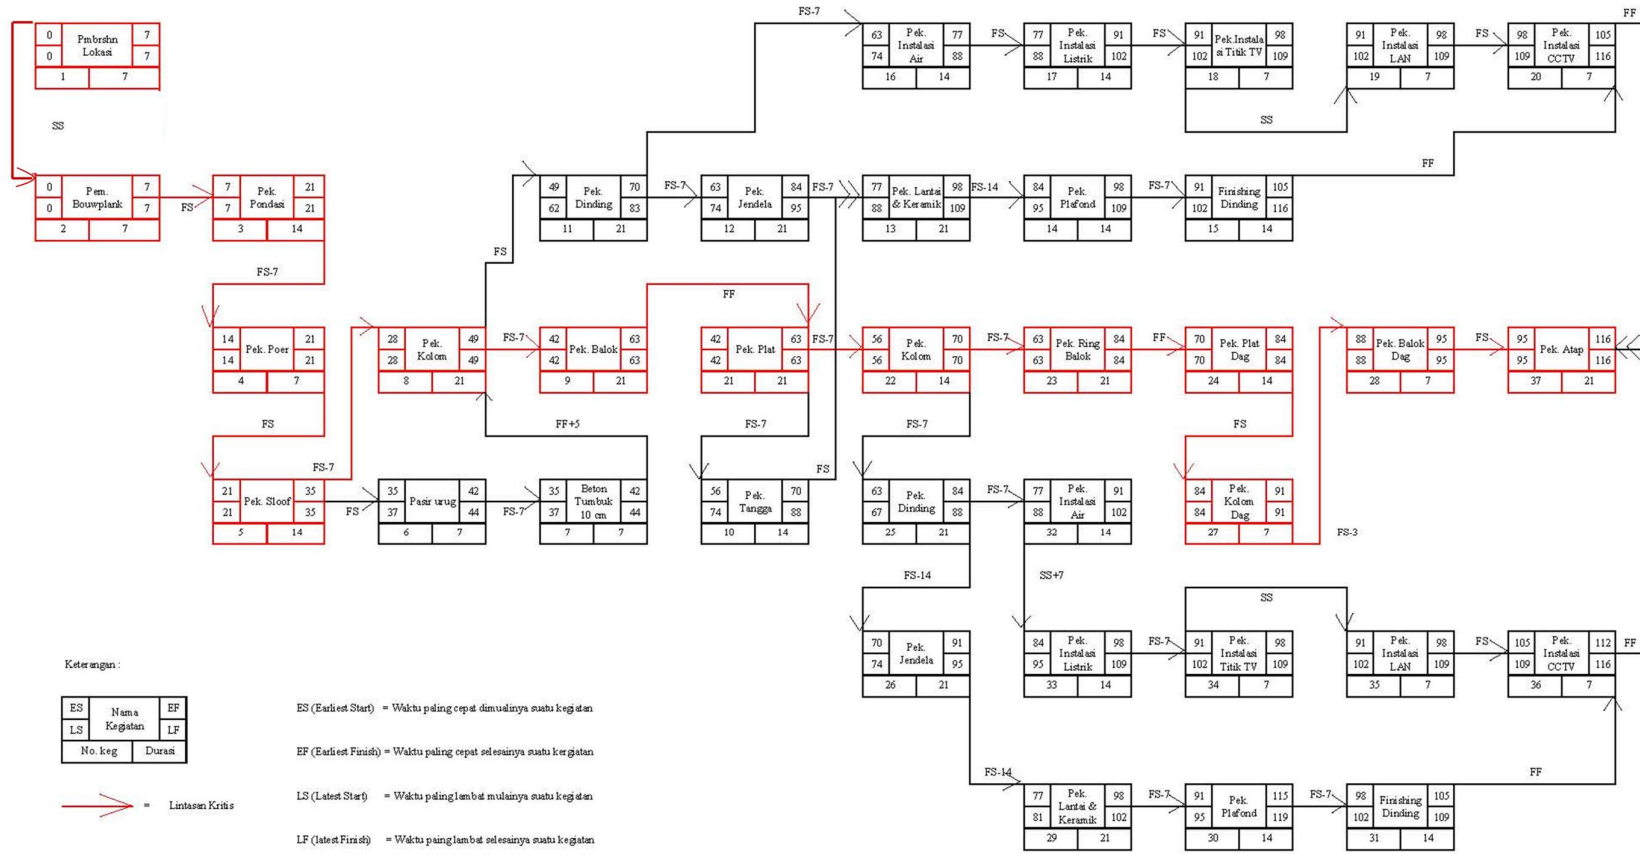 FS-7
FF
0 Pmbrshn Lokasi 7
0 7
1 7
63 Pek. Instalasi Air 77
74 88
16 14
FS
77 Pek. Instalasi Listrik 91
88 102
17 14
FS
91 Pek.Instala si Titik TV 98
102 109
18 7
91 Pek. Instalasi LAN 98
102 109
19 7
FS
98 Pek. Instalasi CCTV 105
109 116
20 7
SS
SS
FF
0 Pem. Bouwplank 7
0 7
2 7
FS
7 Pek. Pondasi 21
7 21
3 14
49 Pek. Dinding 70
62 83
11 21
FS-7
63 Pek. Jendela 84
74 95
12 21
FS-7
77 Pek. Lantai & Keramik 98
88 109
13 21
FS-14
84 Pek. Plafond 98
95 109
14 14
FS-7
91 Finishing Dinding 105
102 116
15 14
FS
FS-7
FF
14 Pek. Poer 21
14 21
4 7
28 Pek. Kolom 49
28 49
8 21
FS-7
42 Pek. Balok 63
42 63
9 21
42 Pek. Plat 63
42 63
21 21
FS-7
56 Pek. Kolom 70
56 70
22 14
FS-7
63 Pek. Ring Balok 84
63 84
23 21
FF
70 Pek. Plat Dag 84
70 84
24 14
88 Pek. Balok Dag 95
88 95
28 7
FS
95 Pek. Atap 116
95 116
37 21
FS
FF+5
FS-7
FS-7
FS
FS-7
FS
21 Pek. Sloof 35
21 35
5 14
FS
35 Pasir urug 42
37 44
6 7
FS-7
35 Beton Tumbuk 10 cm 42
37 44
7 7
56 Pek. Tangga 70
74 88
10 14
63 Pek. Dinding 84
67 88
25 21
FS-7
77 Pek. Instalasi Air 91
88 102
32 14
84 Pek. Kolom Dag 91
84 91
27 7
FS-3
FS-14
SS+7
SS
70 Pek. Jendela 91
74 95
26 21
84 Pek. Instalasi Listrik 98
95 109
33 14
FS-7
91 Pek. Instalasi Titik TV 98
102 109
34 7
91 Pek. Instalasi LAN 98
102 109
35 7
FS
105 Pek. Instalasi CCTV 112
109 116
36 7
FF
FS-14
FF
77 Pek. Lantai & Keramik 98
81 102
29 21
FS-7
91 Pek. Plafond 115
95 119
30 14
FS-7
98 Finishing Dinding 105
102 109
31 14
Keterangan :
ES Nama Kegiatan EF
LS LF
No. keg Durasi
= Lintasan Kritis
ES (Earliest Start) = Waktu paling cepat dimualinya suatu kegiatan
EF (Earliest Finish) = Waktu paling cepat selesainya suatu kergiatan
LS (Latest Start) = Waktu paling lambat mulainya suatu kegiatan
LF (latest Finish) = Waktu paing lambat selesainya suatu kegiatan